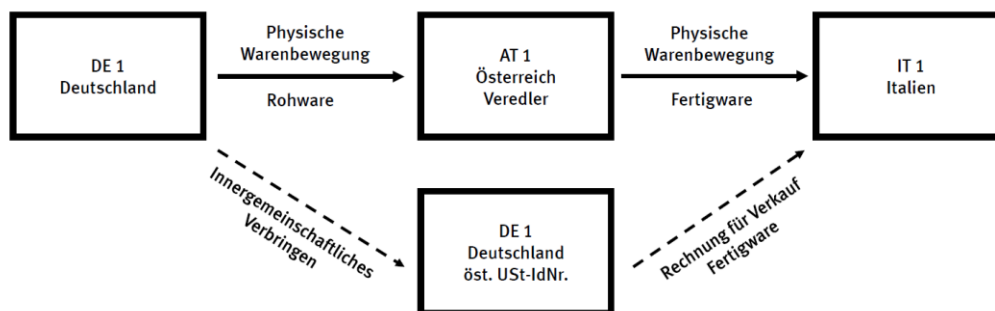 DE 1
Deutschland
Physische
Warenbewegung
Rohware
AT 1
Österreich
Veredler
Physische
Warenbewegung
Fertigware
IT 1
Italien
Innergemeinschaftliches
Verbringen
DE 1
Deutschland
öst. USt-IdNr.
Rechnung für Verkauf
Fertigware